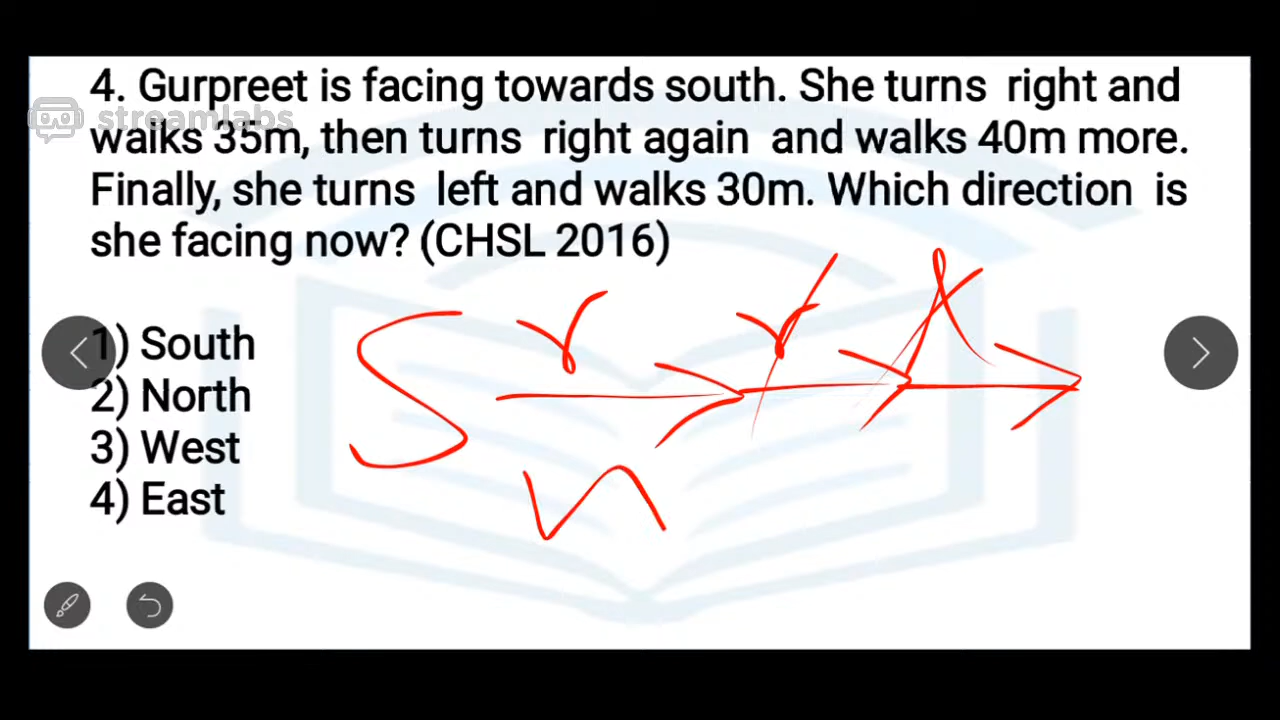 4. Gurpreet is facing towards south. She turns right and
streamlabs
walks 35m, then turns right again and walks 40m more.
Finally, she turns left and walks 30m. Which direction is
she facing now? (CHSL 2016)
1) South
2) North
3) West
4) East
S r r l